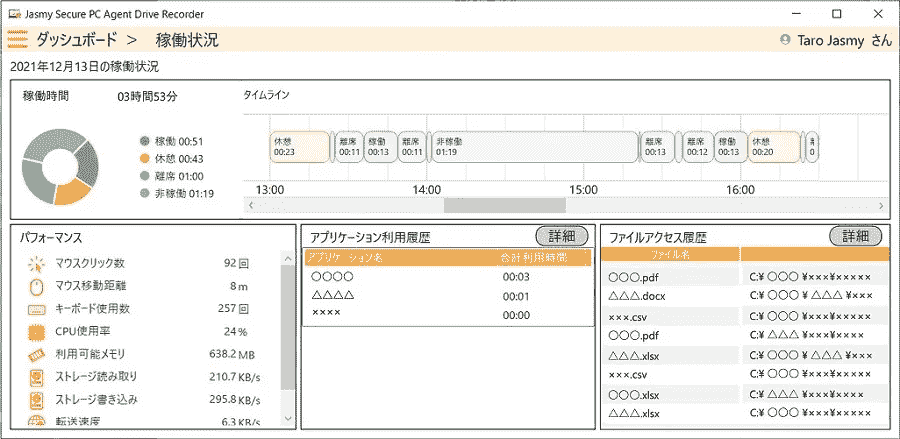 Jasmy Secure PC Agent Drive Recorder
ダッシュボード > 稼働状況
Taro Jasmy さん
2021年12月13日の稼働状況
稼働時間 03時間53分
稼働 00:51
休憩 00:43
離席 01:00
非稼働 01:19
タイムライン
休憩 離席 稼働 離席 非稼働 離席 離席 稼働 休憩
00:23 00:11 00:13 00:11 01:19 00:13 00:12 00:13 00:20
13:00 14:00 15:00 16:00
パフォーマンス
マウスクリック数 92 回
マウス移動距離 8 m
キーボード使用数 257 回
CPU使用率 24 %
利用可能メモリ 638.2 MB
ストレージ読み取り 210.7 KB/s
ストレージ書き込み 295.8 KB/s
転送速度 6.3 KB/s
アプリケーション利用履歴 詳細
アプリケーション名 合計利用時間
〇〇〇〇 00:03
△△△△ 00:01
×××× 00:00
ファイルアクセス履歴 詳細
ファイル名
〇〇〇.pdf C:¥ 〇〇〇 ¥×××¥×××××
△△△.docx C:¥ 〇〇〇 ¥ △△△ ¥×××
×××.csv C:¥ 〇〇〇 ¥×××¥×××××
〇〇〇.pdf C:¥ △△△ ¥×××¥××××
△△△.xlsx C:¥ 〇〇〇 ¥ △△△ ¥×××
×××.csv C:¥ 〇〇〇 ¥×××¥×××××
〇〇〇.xlsx C:¥ △△△ ¥×××¥××××
△△△.xlsx C:¥ 〇〇〇 ¥×××¥×××××